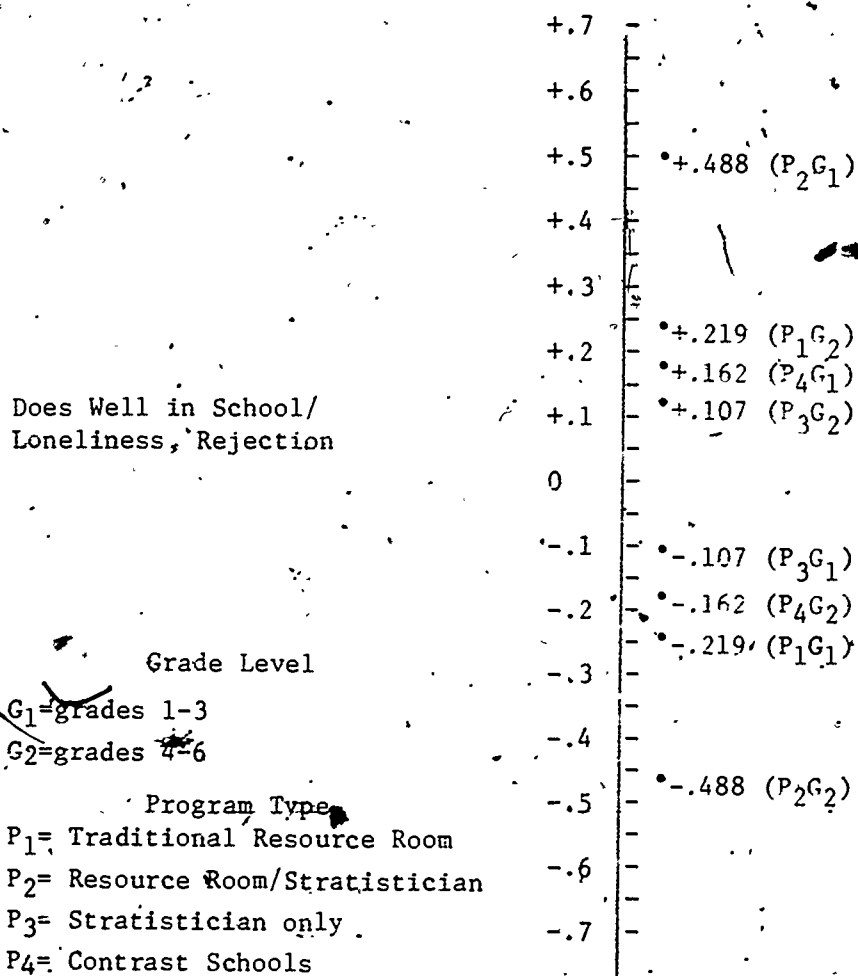 +.7
+.6
+.5
•+.488 (P2G1)
+.4
+.3
•+.219 (P1G2)
+.2
•+.162 (P4G1)
Does Well in School/
+.1
•+.107 (P3G2)
Loneliness, Rejection
0
-.1
•-.107 (P3G1)
-.2
•-.162 (P4G2)
•-.219 (P1G1)
Grade Level
-.3
G1=grades 1-3
-.4
G2=grades 4-6
•-.488 (P2G2)
Program Type
-.5
P1= Traditional Resource Room
-.6
P2= Resource Room/Stratistician
P3= Stratistician only
-.7
P4= Contrast Schools